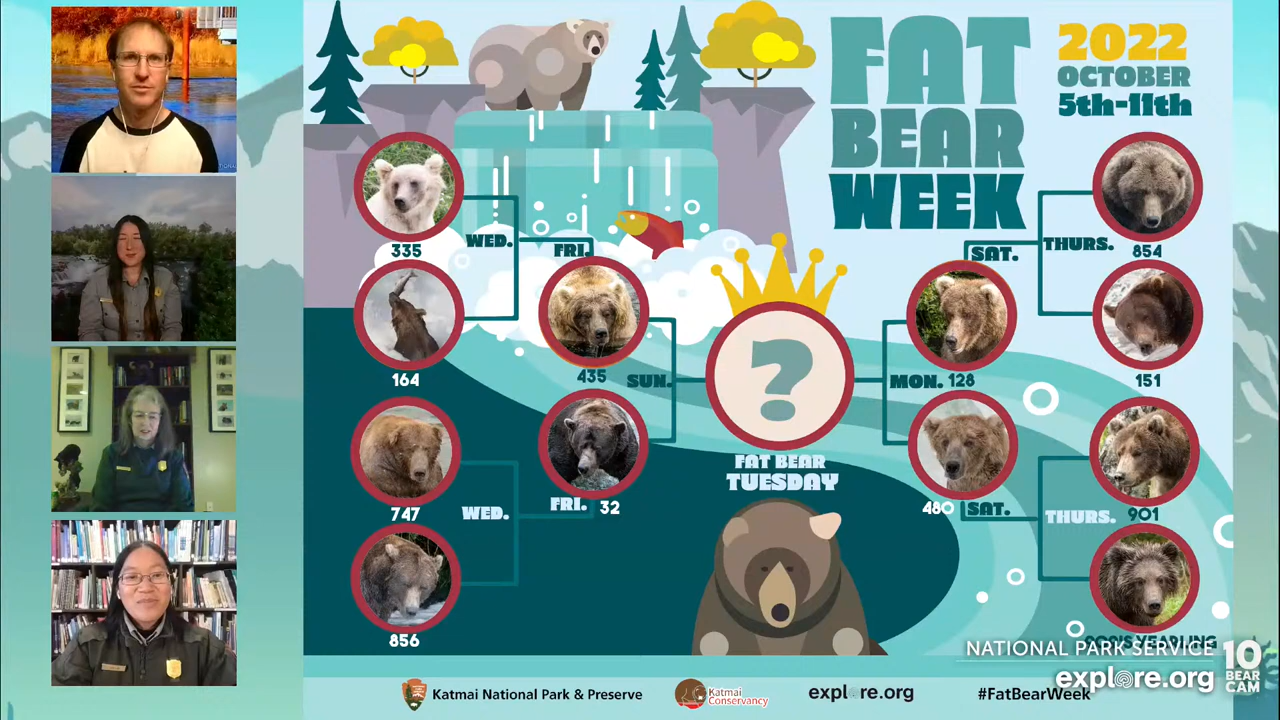 FAT
BEAR
WEEK
2022
OCTOBER
5th-11th
335
WED.
FRI.
164
435
SUN.
747
WED.
FRI. 32
856
?
FAT BEAR
TUESDAY
SAT.
THURS.
854
MON. 128
151
480
SAT.
THURS.
901
909'S YEARLING
NATIONAL PARK SERVICE
explore.org
10
BEAR
CAM
Katmai National Park & Preserve
Katmai
Conservancy
explore.org
#FatBearWeek